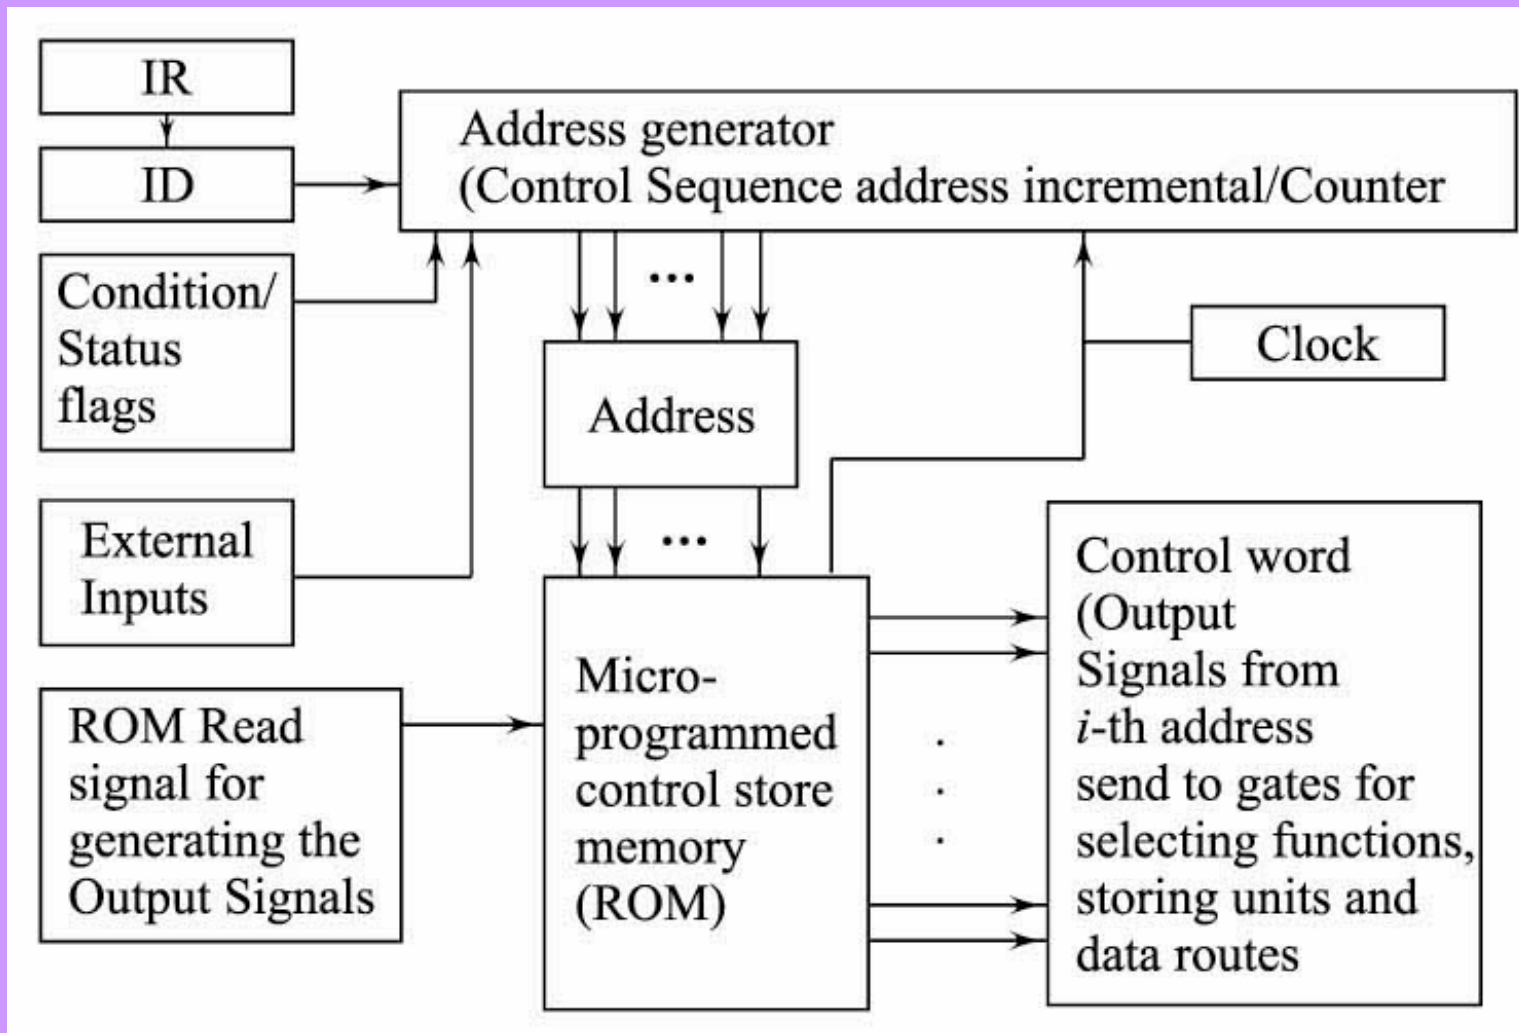 IR
ID
Address generator
(Control Sequence address incremental/Counter
Condition/
Status
flags
...
Clock
Address
External
Inputs
...
Control word
(Output
Signals from
i-th address
send to gates for
selecting functions,
storing units and
data routes
Micro-
programmed
control store
memory
(ROM)
ROM Read
signal for
generating the
Output Signals